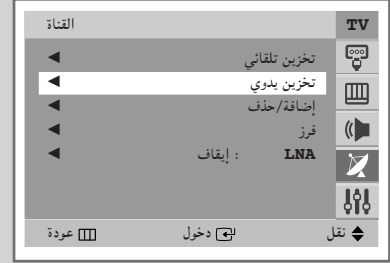 TV القناة
تخزين تلقائي
تخزين يدوي
إضافة/حذف
فرز
LNA : إيقاف
نقل دخول عودة